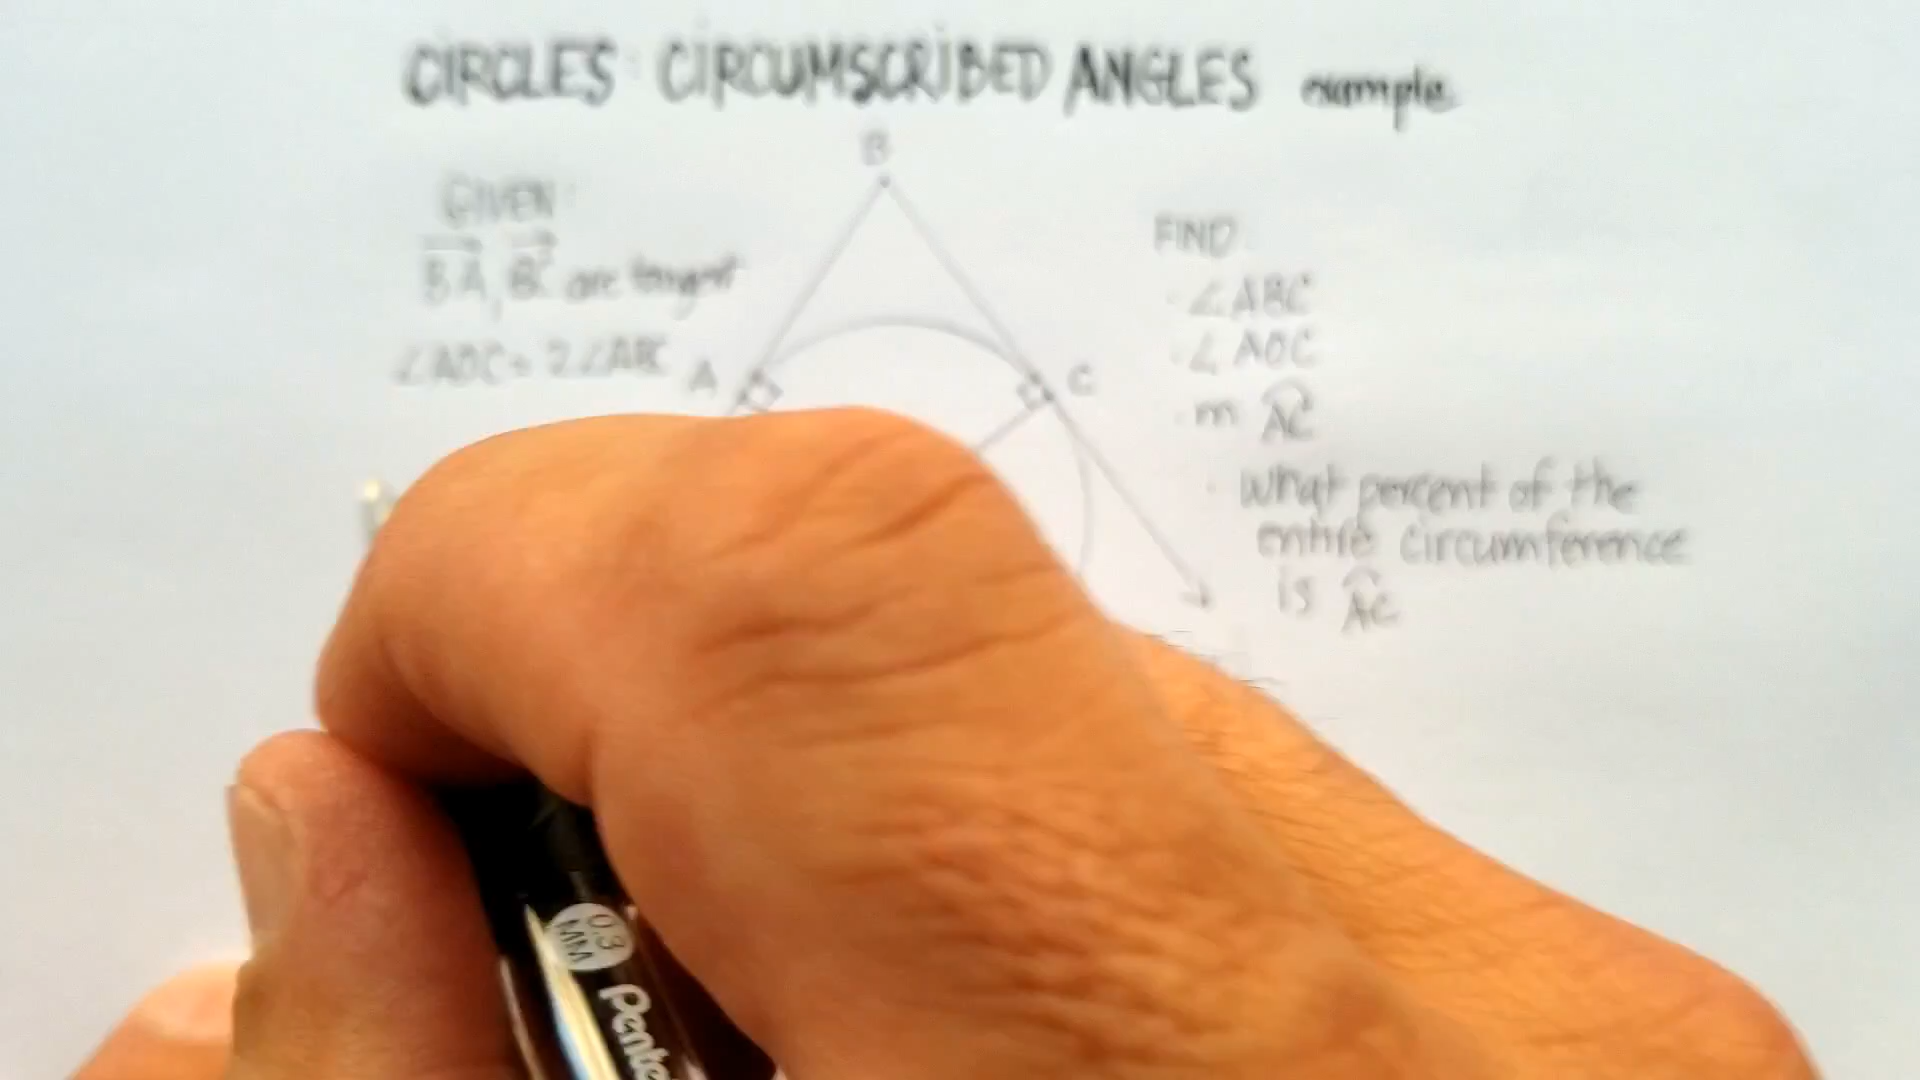 CIRCLES: CIRCUMSCRIBED ANGLES example
B
GIVEN:
BA, BC are tangent
∠AOC = 2∠ABC
A
C
FIND:
· ∠ABC
· ∠AOC
· m AC
· What percent of the
entire circumference
is AC
0.3
MM
Pente